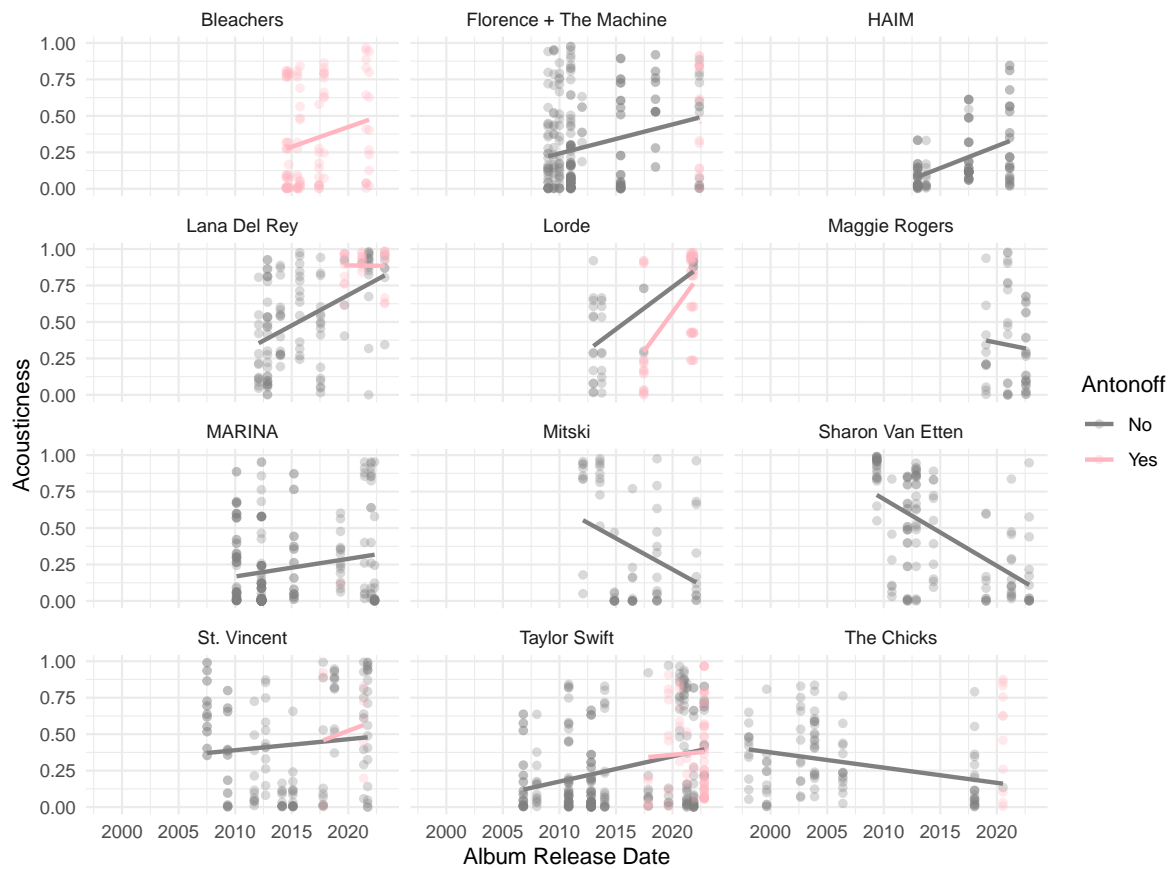 Bleachers
Florence + The Machine
HAIM
1.00
0.75
0.50
0.25
0.00
Lana Del Rey
Lorde
Maggie Rogers
1.00
0.75
0.50
0.25
0.00
MARINA
Mitski
Sharon Van Etten
1.00
0.75
0.50
0.25
0.00
St. Vincent
Taylor Swift
The Chicks
1.00
0.75
0.50
0.25
0.00
2000 2005 2010 2015 2020
2000 2005 2010 2015 2020
2000 2005 2010 2015 2020
Album Release Date
Acousticness
Antonoff
No
Yes